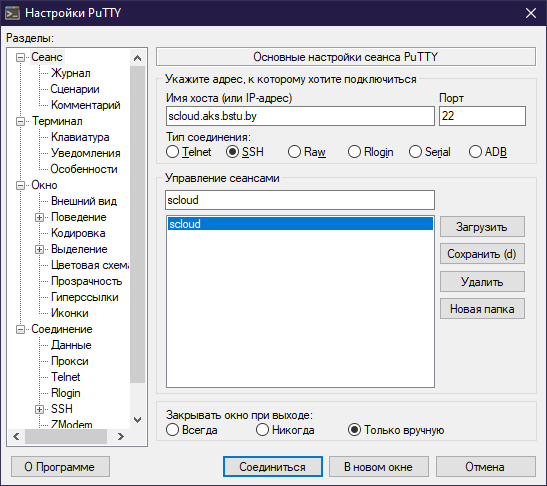 Настройки PuTTY
Разделы:
Сеанс
Журнал
Сценарии
Комментарий
Терминал
Клавиатура
Уведомления
Особенности
Окно
Внешний вид
Поведение
Кодировка
Выделение
Цветовая схема
Прозрачность
Гиперссылки
Иконки
Соединение
Данные
Прокси
Telnet
Rlogin
SSH
ZModem
Основные настройки сеанса PuTTY
Укажите адрес, к которому хотите подключиться
Имя хоста (или IP-адрес) Порт
scloud.aks.bstu.by 22
Тип соединения:
Telnet SSH Raw Rlogin Serial ADB
Управление сеансами
scloud
scloud
Загрузить
Сохранить (d)
Удалить
Новая папка
Закрывать окно при выходе:
Всегда Никогда Только вручную
О Программе Соединиться В новом окне Отмена